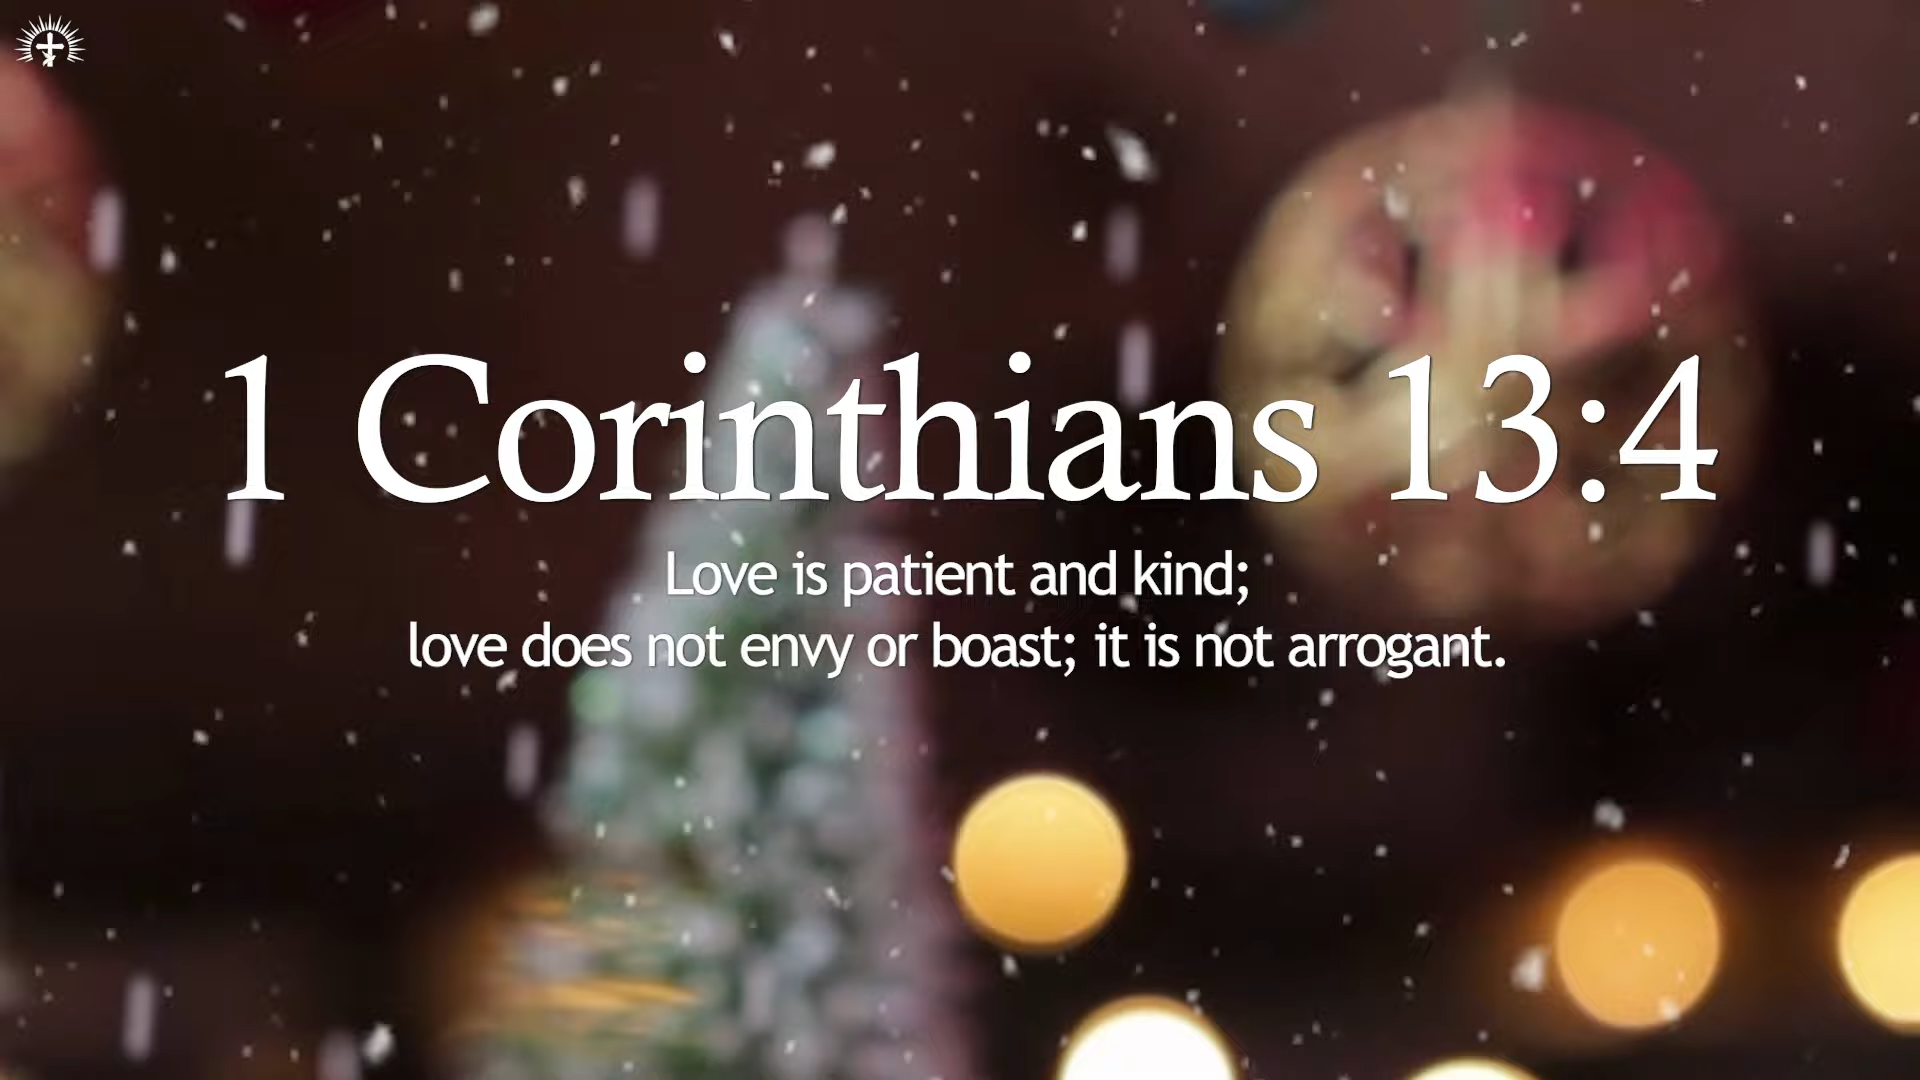 1 Corinthians 13:4
Love is patient and kind;
love does not envy or boast; it is not arrogant.